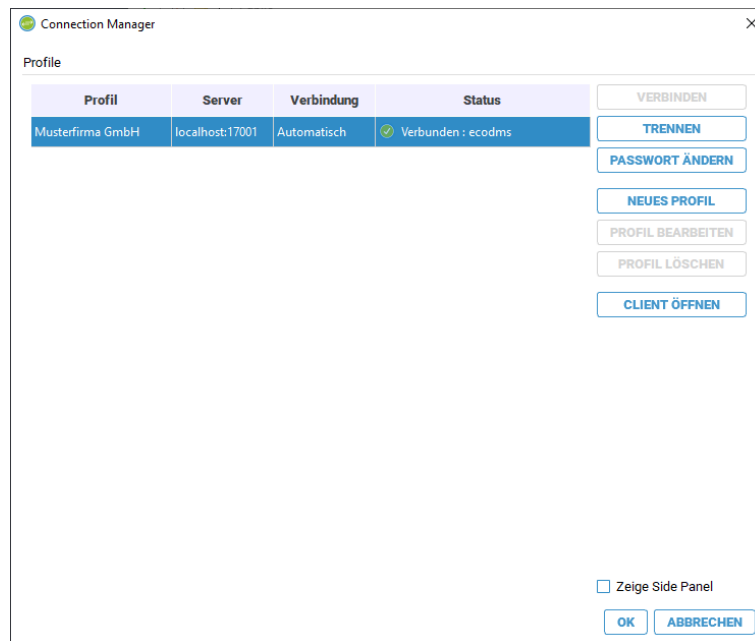 Connection Manager
Profile
Profil Server Verbindung Status
Musterfirma GmbH localhost:17001 Automatisch Verbunden : ecodms
VERBINDEN
TRENNEN
PASSWORT ÄNDERN
NEUES PROFIL
PROFIL BEARBEITEN
PROFIL LÖSCHEN
CLIENT ÖFFNEN
Zeige Side Panel
OK ABBRECHEN